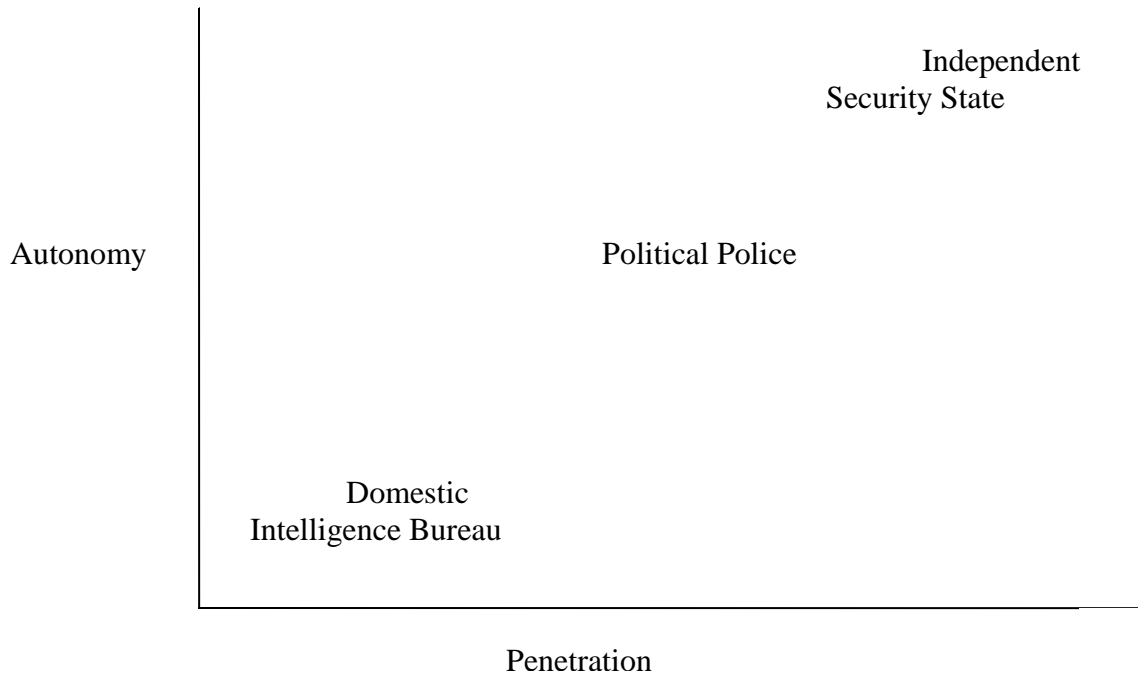 Independent
Security State
Autonomy
Political Police
Domestic
Intelligence Bureau
Penetration